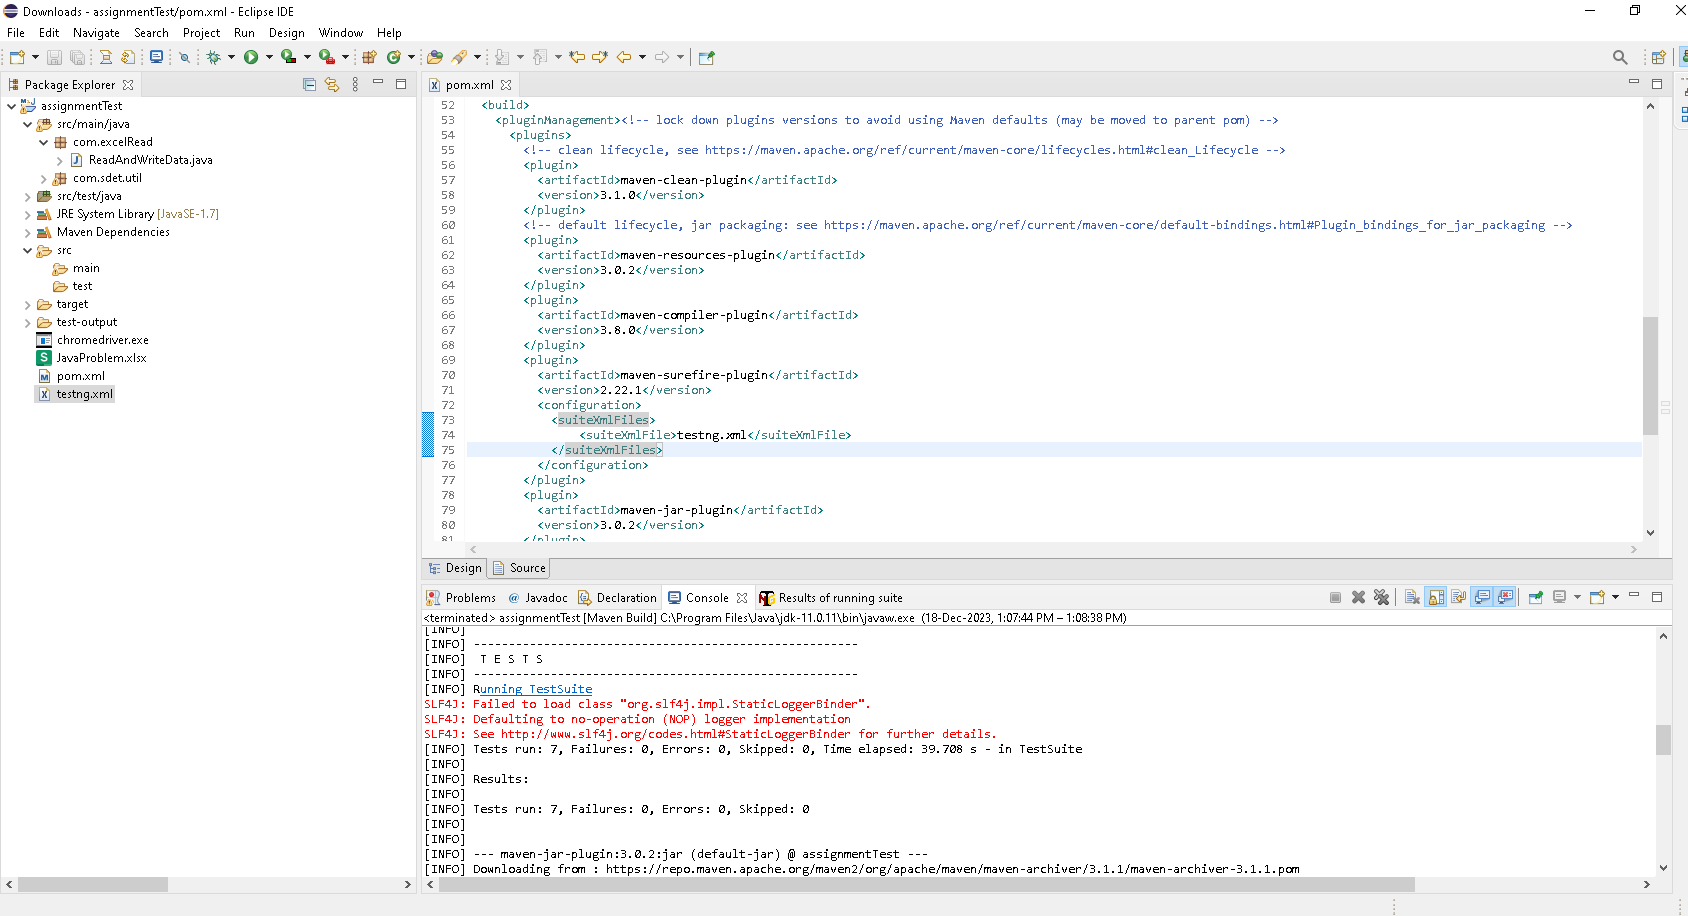 Downloads - assignmentTest/pom.xml - Eclipse IDE
File Edit Navigate Search Project Run Design Window Help
Package Explorer
assignmentTest
src/main/java
com.excelRead
ReadAndWriteData.java
com.sdet.util
src/test/java
JRE System Library [JavaSE-1.7]
Maven Dependencies
src
main
test
target
test-output
chromedriver.exe
JavaProblem.xlsx
pom.xml
testng.xml
pom.xml
52 <build>
53 <pluginManagement><!-- lock down plugins versions to avoid using Maven defaults (may be moved to parent pom) -->
54 <plugins>
55 <!-- clean lifecycle, see https://maven.apache.org/ref/current/maven-core/lifecycles.html#clean_Lifecycle -->
56 <plugin>
57 <artifactId>maven-clean-plugin</artifactId>
58 <version>3.1.0</version>
59 </plugin>
60 <!-- default lifecycle, jar packaging: see https://maven.apache.org/ref/current/maven-core/default-bindings.html#Plugin_bindings_for_jar_packaging -->
61 <plugin>
62 <artifactId>maven-resources-plugin</artifactId>
63 <version>3.0.2</version>
64 </plugin>
65 <plugin>
66 <artifactId>maven-compiler-plugin</artifactId>
67 <version>3.8.0</version>
68 </plugin>
69 <plugin>
70 <artifactId>maven-surefire-plugin</artifactId>
71 <version>2.22.1</version>
72 <configuration>
73 <suiteXmlFiles>
74 <suiteXmlFile>testng.xml</suiteXmlFile>
75 </suiteXmlFiles>
76 </configuration>
77 </plugin>
78 <plugin>
79 <artifactId>maven-jar-plugin</artifactId>
80 <version>3.0.2</version>
81 </plugin>
Design Source
Problems @ Javadoc Declaration Console Results of running suite
<terminated> assignmentTest [Maven Build] C:\Program Files\Java\jdk-11.0.11\bin\javaw.exe (18-Dec-2023, 1:07:44 PM – 1:08:38 PM)
[INFO]
[INFO] -------------------------------------------------------
[INFO] T E S T S
[INFO] -------------------------------------------------------
[INFO] Running TestSuite
SLF4J: Failed to load class "org.slf4j.impl.StaticLoggerBinder".
SLF4J: Defaulting to no-operation (NOP) logger implementation
SLF4J: See http://www.slf4j.org/codes.html#StaticLoggerBinder for further details.
[INFO] Tests run: 7, Failures: 0, Errors: 0, Skipped: 0, Time elapsed: 39.708 s - in TestSuite
[INFO]
[INFO] Results:
[INFO]
[INFO] Tests run: 7, Failures: 0, Errors: 0, Skipped: 0
[INFO]
[INFO]
[INFO] --- maven-jar-plugin:3.0.2:jar (default-jar) @ assignmentTest ---
[INFO] Downloading from : https://repo.maven.apache.org/maven2/org/apache/maven/maven-archiver/3.1.1/maven-archiver-3.1.1.pom